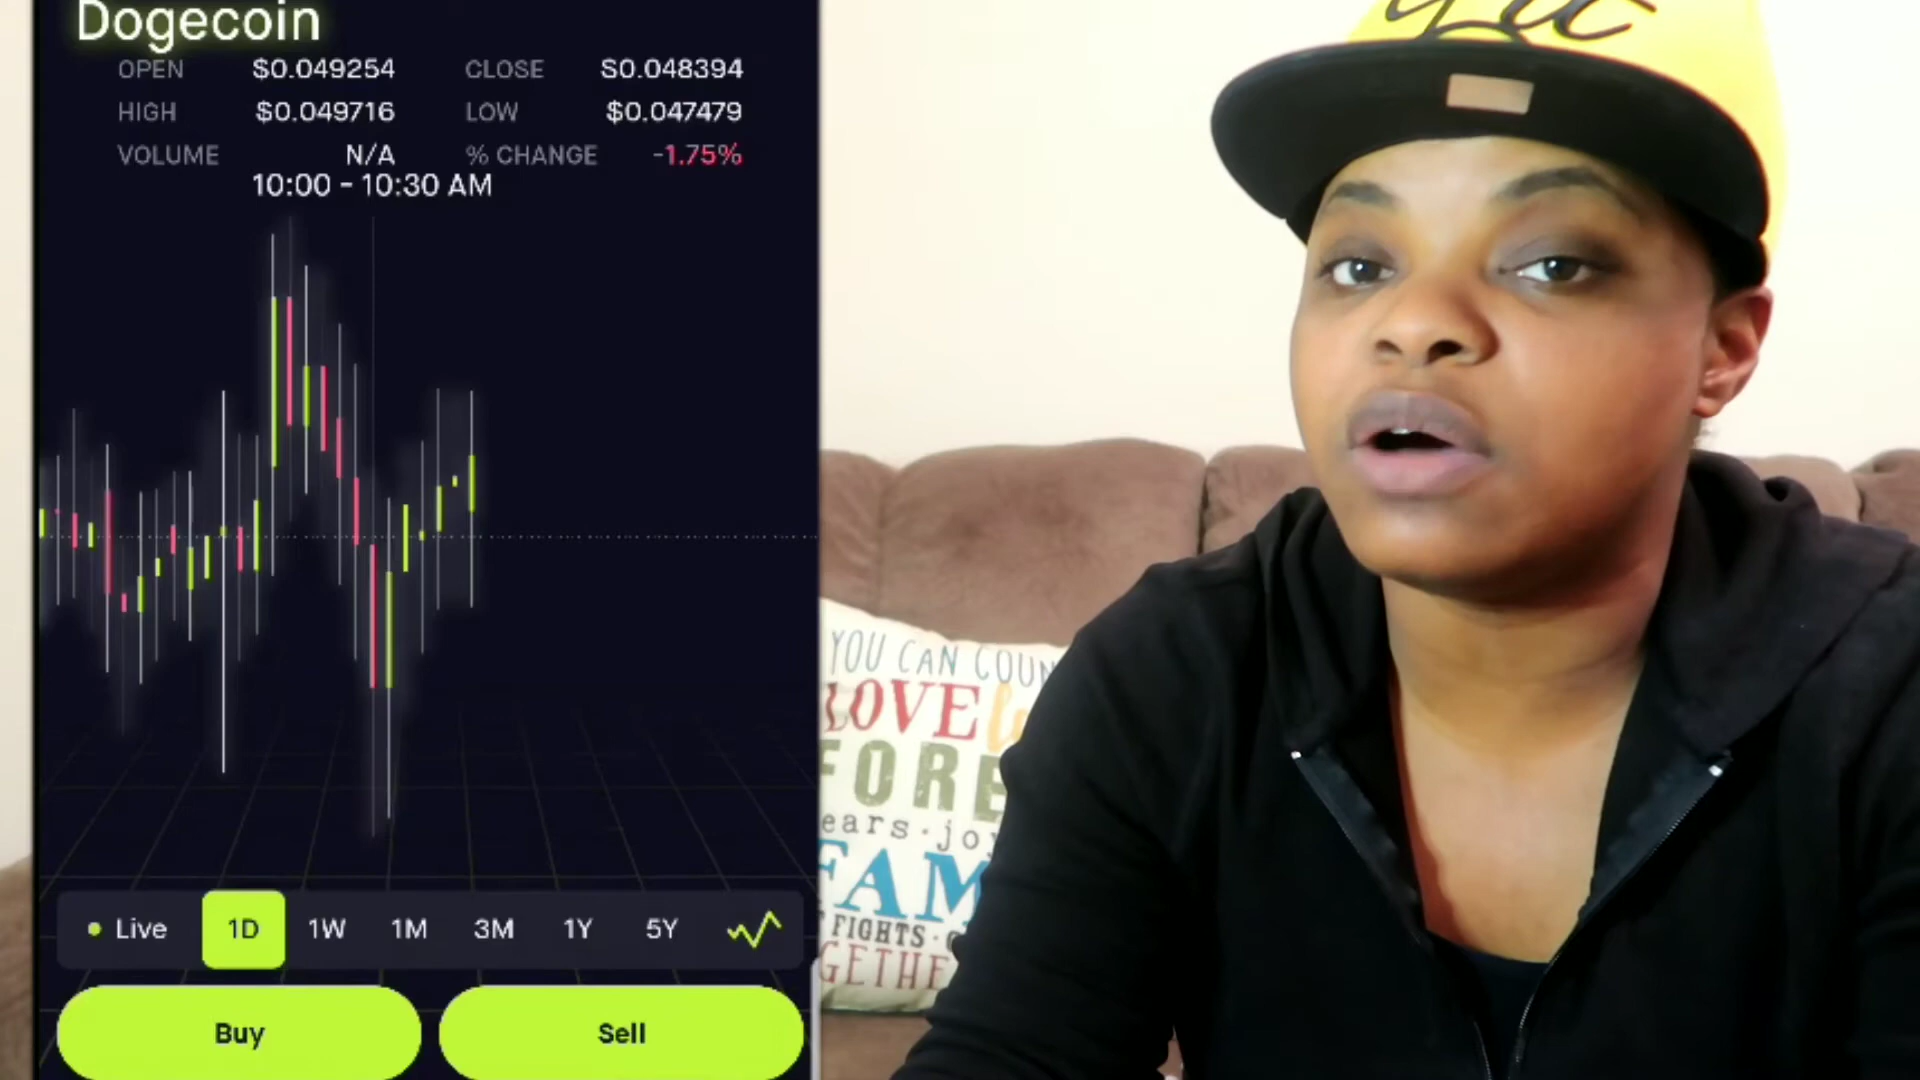 Dogecoin
OPEN $0.049254 CLOSE $0.048394
HIGH $0.049716 LOW $0.047479
VOLUME N/A % CHANGE -1.75%
10:00 - 10:30 AM
Live 1D 1W 1M 3M 1Y 5Y
Buy Sell
YOU CAN
LOVE
FORE
ears · joy
FAM
FIGHTS ·
GETHE